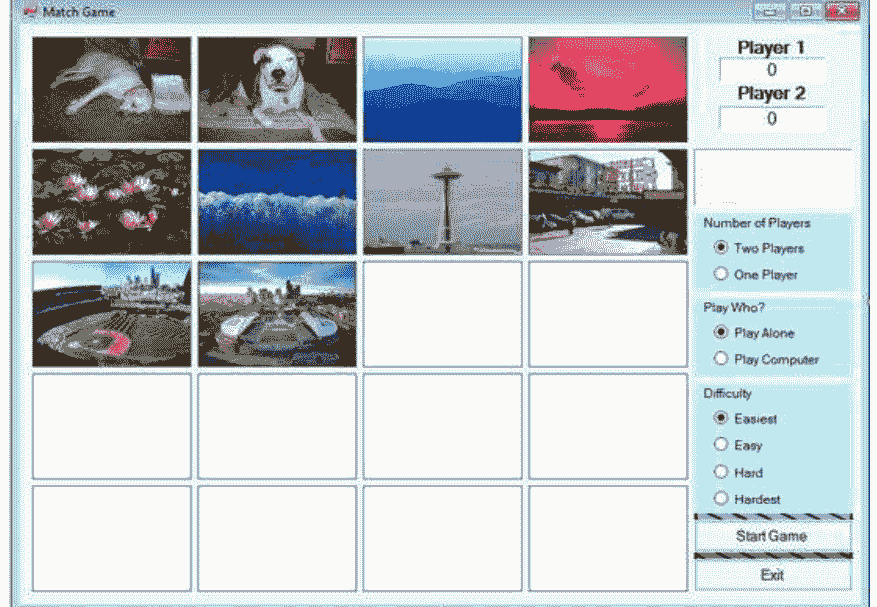 Match Game
Player 1
0
Player 2
0
Number of Players
Two Players
One Player
Play Who?
Play Alone
Play Computer
Difficulty
Easiest
Easy
Hard
Hardest
Start Game
Exit